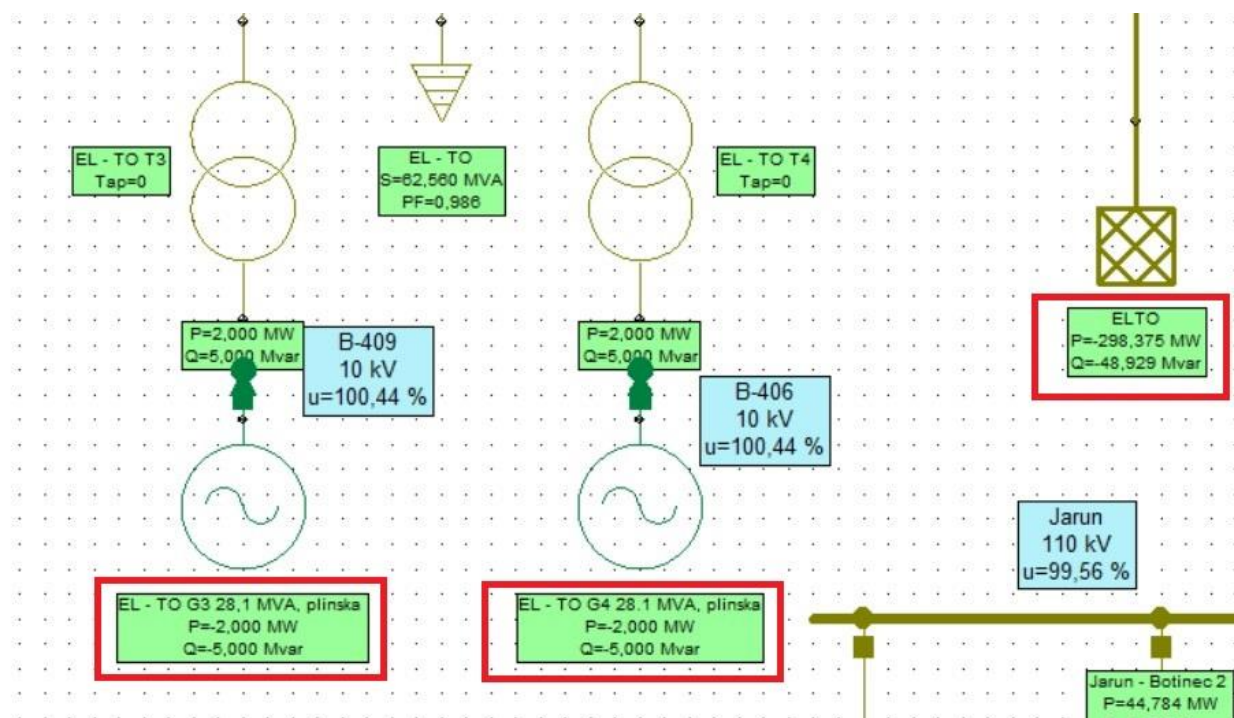 EL - TO T3
Tap=0
EL - TO
S=62,560 MVA
PF=0,986
EL - TO T4
Tap=0
P=2,000 MW
Q=5,000 Mvar
B-409
10 kV
u=100,44 %
P=2,000 MW
Q=5,000 Mvar
B-406
10 kV
u=100,44 %
ELTO
P=-298,375 MW
Q=-48,929 Mvar
Jarun
110 kV
u=99,56 %
EL - TO G3 28,1 MVA, plinska
P=-2,000 MW
Q=-5,000 Mvar
EL - TO G4 28.1 MVA, plinska
P=-2,000 MW
Q=-5,000 Mvar
Jarun - Botinec 2
P=44,784 MW